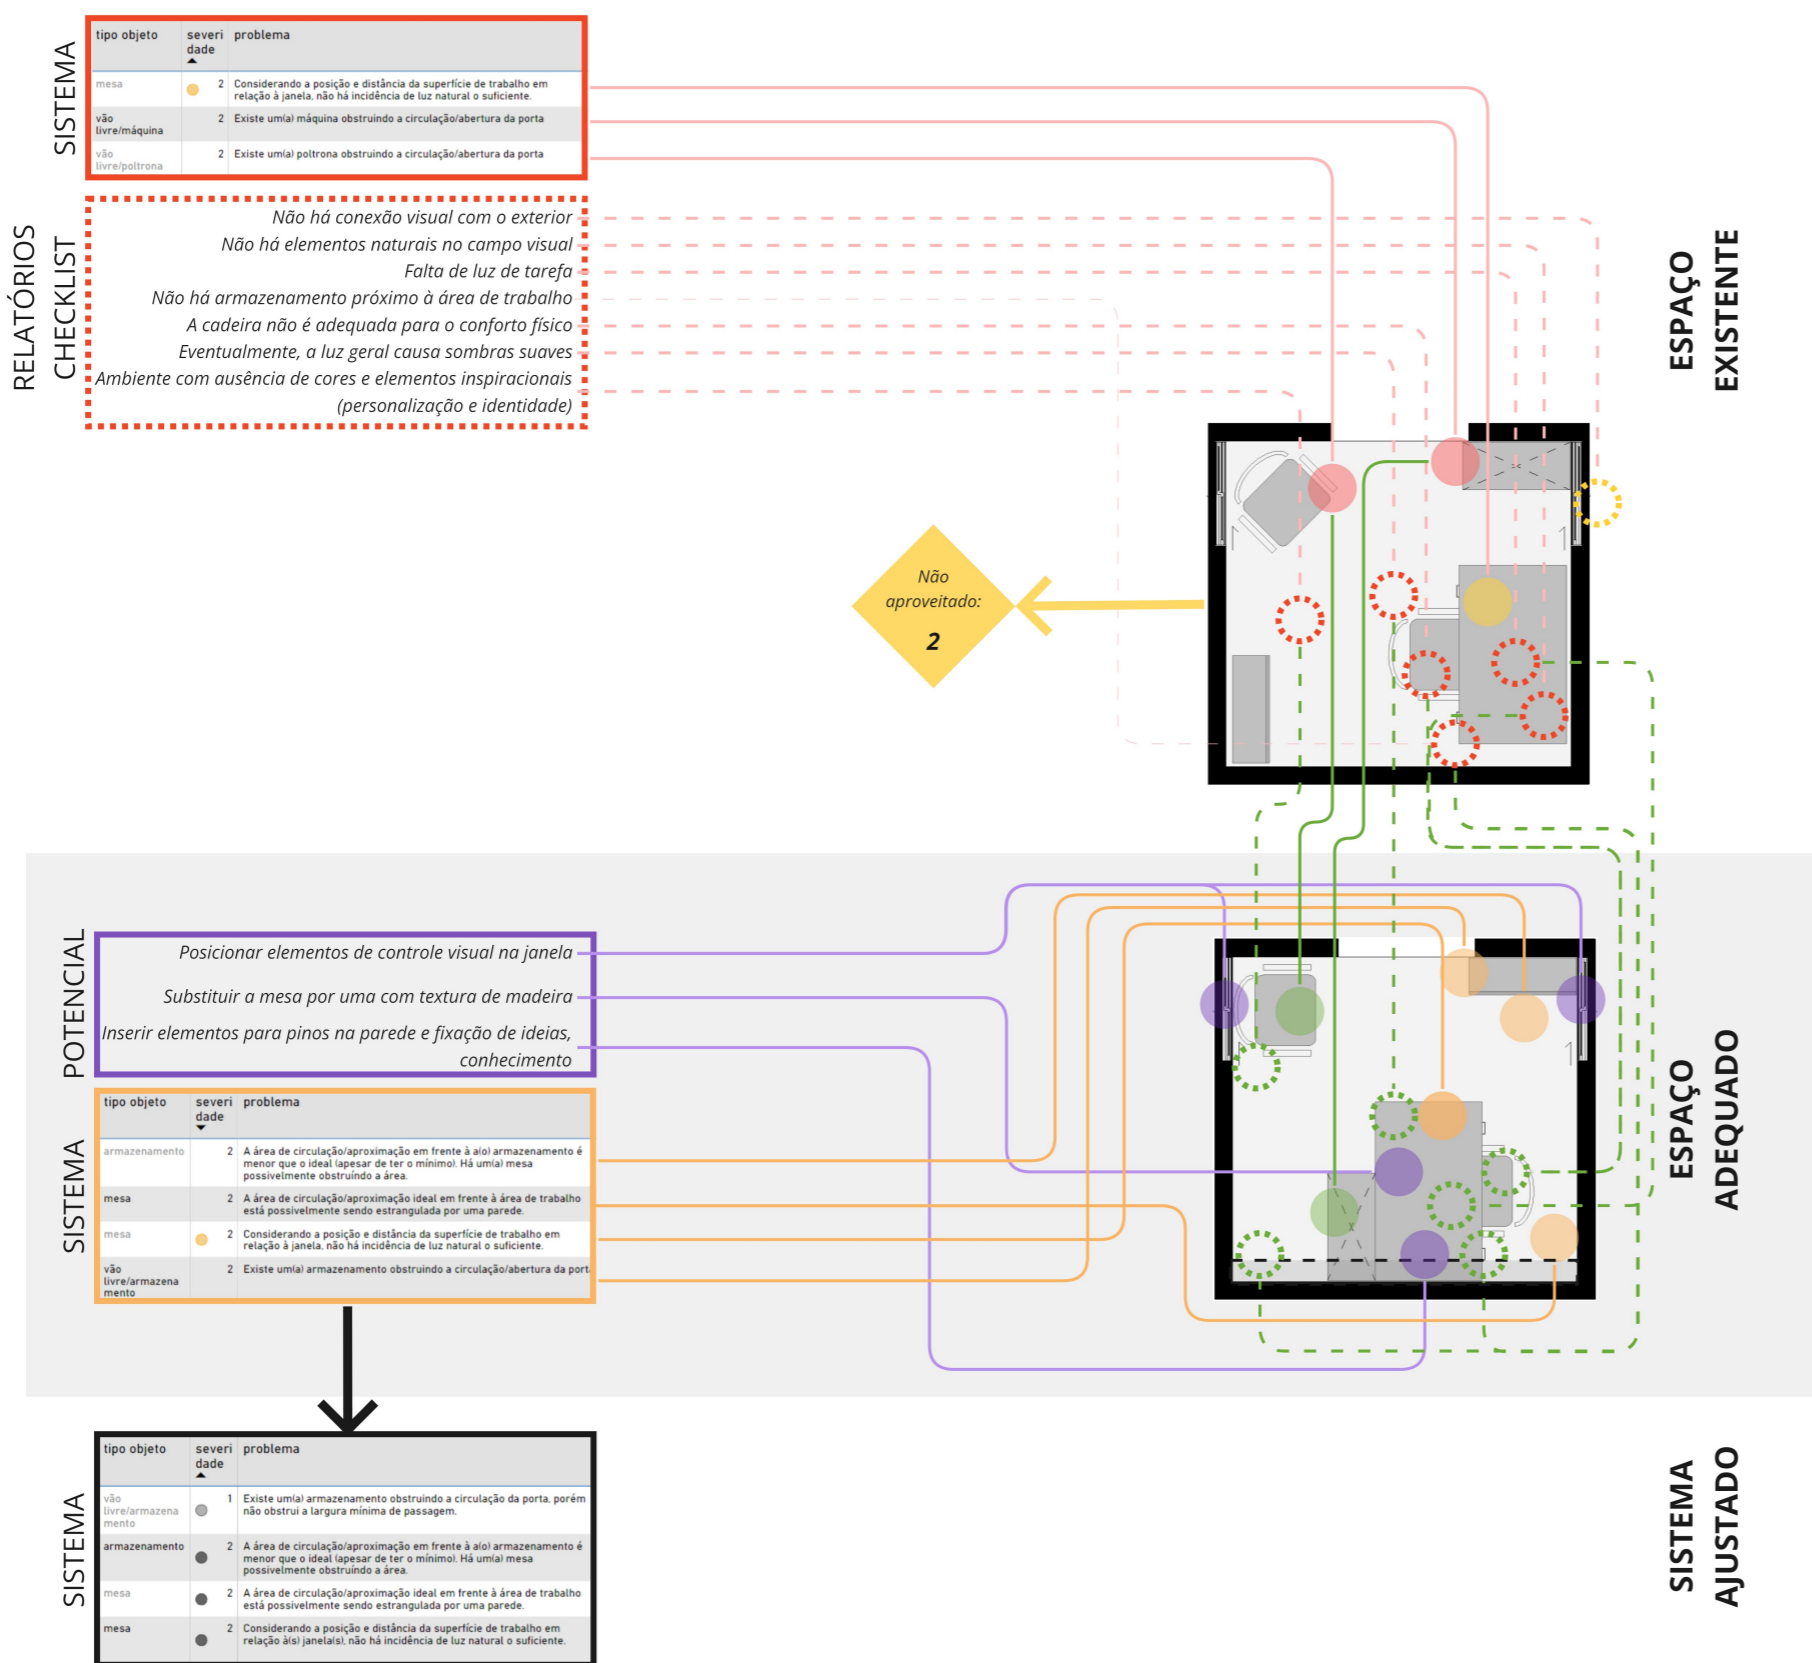 SISTEMA
tipo objeto severi problema
dade
mesa 2 Considerando a posição e distância da superfície de trabalho em
relação à janela, não há incidência de luz natural o suficiente.
vão 2 Existe um(a) máquina obstruindo a circulação/abertura da porta
livre/máquina
vão 2 Existe um(a) poltrona obstruindo a circulação/abertura da porta
livre/poltrona
RELATÓRIOS
CHECKLIST
Não há conexão visual com o exterior
Não há elementos naturais no campo visual
Falta de luz de tarefa
Não há armazenamento próximo à área de trabalho
A cadeira não é adequada para o conforto físico
Eventualmente, a luz geral causa sombras suaves
Ambiente com ausência de cores e elementos inspiracionais
(personalização e identidade)
ESPAÇO
EXISTENTE
Não
aproveitado:
2
POTENCIAL
Posicionar elementos de controle visual na janela
Substituir a mesa por uma com textura de madeira
Inserir elementos para pinos na parede e fixação de ideias,
conhecimento
SISTEMA
tipo objeto severi problema
dade
armazenamento 2 A área de circulação/aproximação em frente à a(o) armazenamento é
menor que o ideal (apesar de ter o mínimo). Há um(a) mesa
possivelmente obstruíndo a área.
mesa 2 A área de circulação/aproximação ideal em frente à área de trabalho
está possivelmente sendo estrangulada por uma parede.
mesa 2 Considerando a posição e distância da superfície de trabalho em
relação à janela, não há incidência de luz natural o suficiente.
vão 2 Existe um(a) armazenamento obstruindo a circulação/abertura da porta
livre/armazena
mento
ESPAÇO
ADEQUADO
SISTEMA
tipo objeto severi problema
dade
vão 1 Existe um(a) armazenamento obstruindo a circulação da porta, porém
livre/armazena não obstrui a largura mínima de passagem.
mento
armazenamento 2 A área de circulação/aproximação em frente à a(o) armazenamento é
menor que o ideal (apesar de ter o mínimo). Há um(a) mesa
possivelmente obstruíndo a área.
mesa 2 A área de circulação/aproximação ideal em frente à área de trabalho
está possivelmente sendo estrangulada por uma parede.
mesa 2 Considerando a posição e distância da superfície de trabalho em
relação à(s) janela(s), não há incidência de luz natural o suficiente.
SISTEMA
AJUSTADO